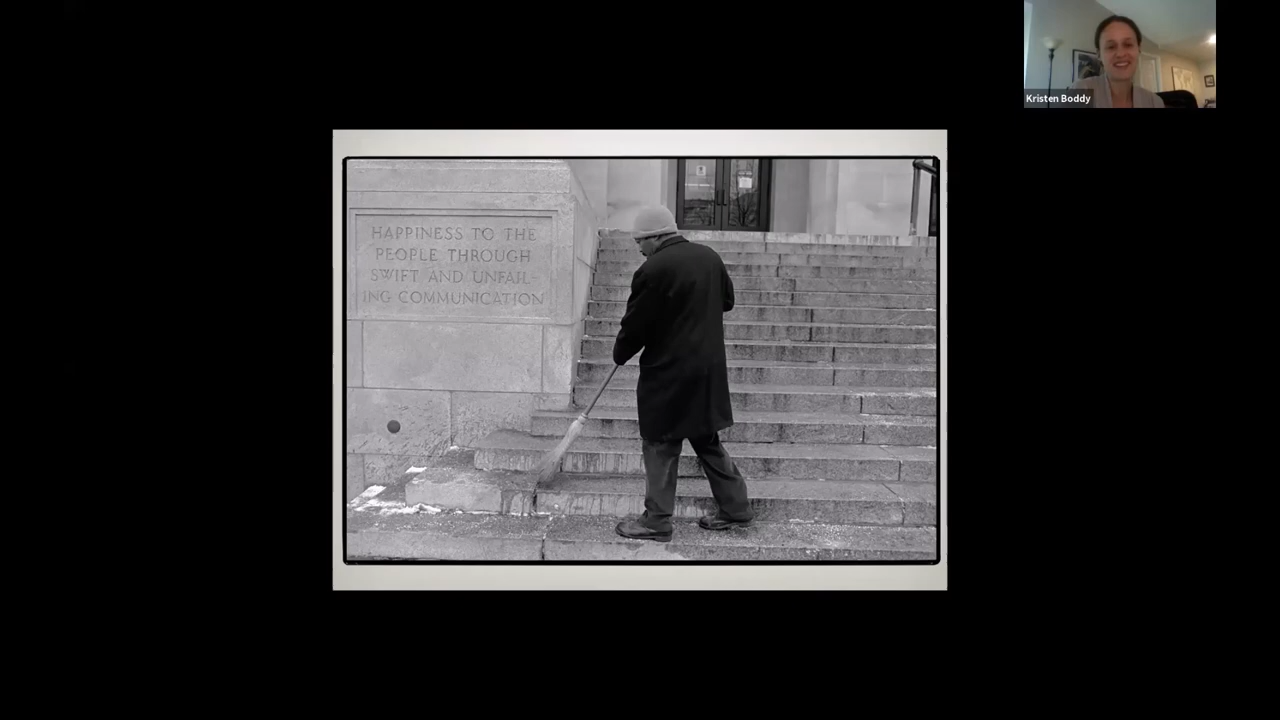 Kristen Boddy
HAPPINESS TO THE
PEOPLE THROUGH
SWIFT AND UNFAIL-
ING COMMUNICATION